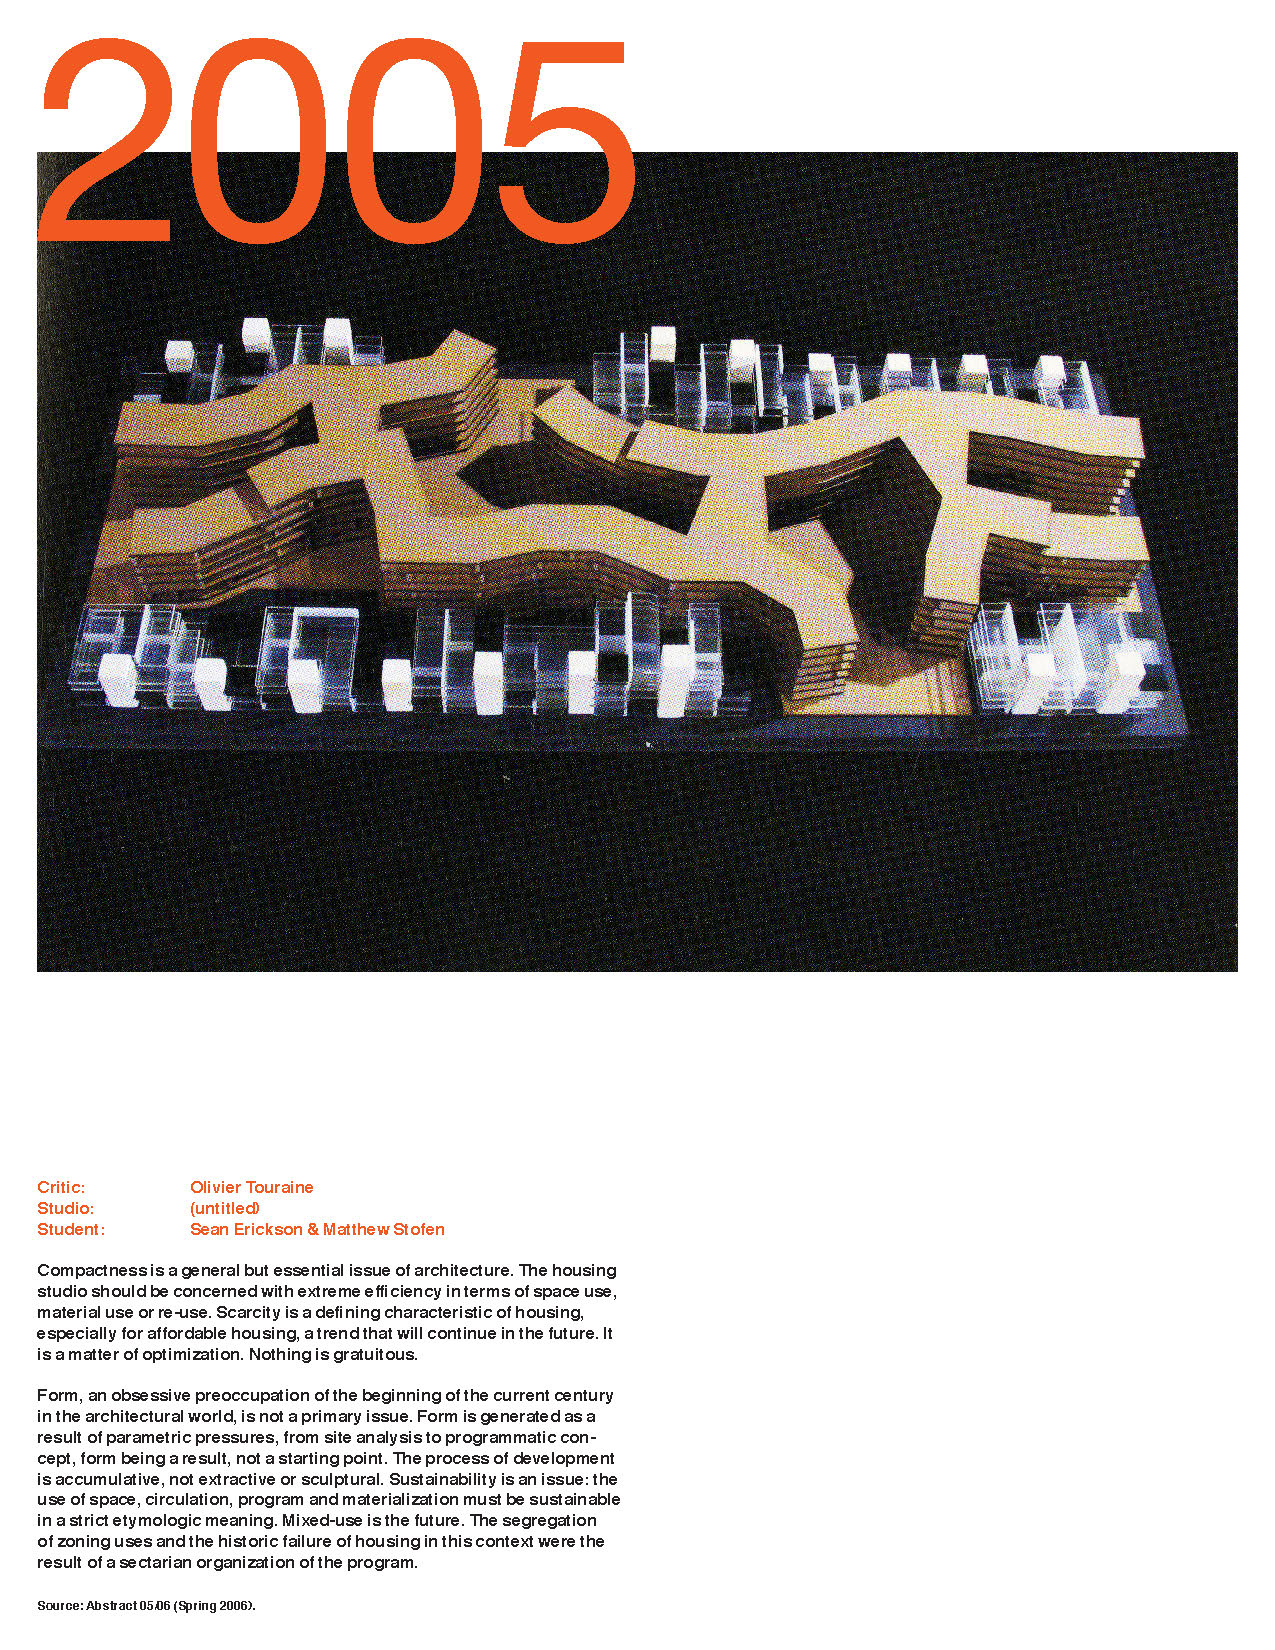 2005
Critic: Olivier Touraine
Studio: (untitled)
Student: Sean Erickson & Matthew Stofen
Compactness is a general but essential issue of architecture. The housing
studio should be concerned with extreme efficiency in terms of space use,
material use or re-use. Scarcity is a defining characteristic of housing,
especially for affordable housing, a trend that will continue in the future. It
is a matter of optimization. Nothing is gratuitous.
Form, an obsessive preoccupation of the beginning of the current century
in the architectural world, is not a primary issue. Form is generated as a
result of parametric pressures, from site analysis to programmatic con-
cept, form being a result, not a starting point. The process of development
is accumulative, not extractive or sculptural. Sustainability is an issue: the
use of space, circulation, program and materialization must be sustainable
in a strict etymologic meaning. Mixed-use is the future. The segregation
of zoning uses and the historic failure of housing in this context were the
result of a sectarian organization of the program.
Source: Abstract 05/06 (Spring 2006).